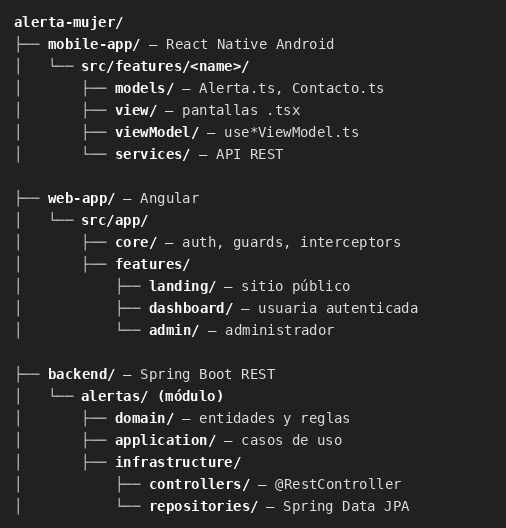 alerta-mujer/
├── mobile-app/ — React Native Android
│   └── src/features/<name>/
│       ├── models/ — Alerta.ts, Contacto.ts
│       ├── view/ — pantallas .tsx
│       ├── viewModel/ — use*ViewModel.ts
│       └── services/ — API REST

├── web-app/ — Angular
│   └── src/app/
│       ├── core/ — auth, guards, interceptors
│       ├── features/
│           ├── landing/ — sitio público
│           ├── dashboard/ — usuaria autenticada
│           └── admin/ — administrador

├── backend/ — Spring Boot REST
│   └── alertas/ (módulo)
│       ├── domain/ — entidades y reglas
│       ├── application/ — casos de uso
│       ├── infrastructure/
│           ├── controllers/ — @RestController
│           └── repositories/ — Spring Data JPA